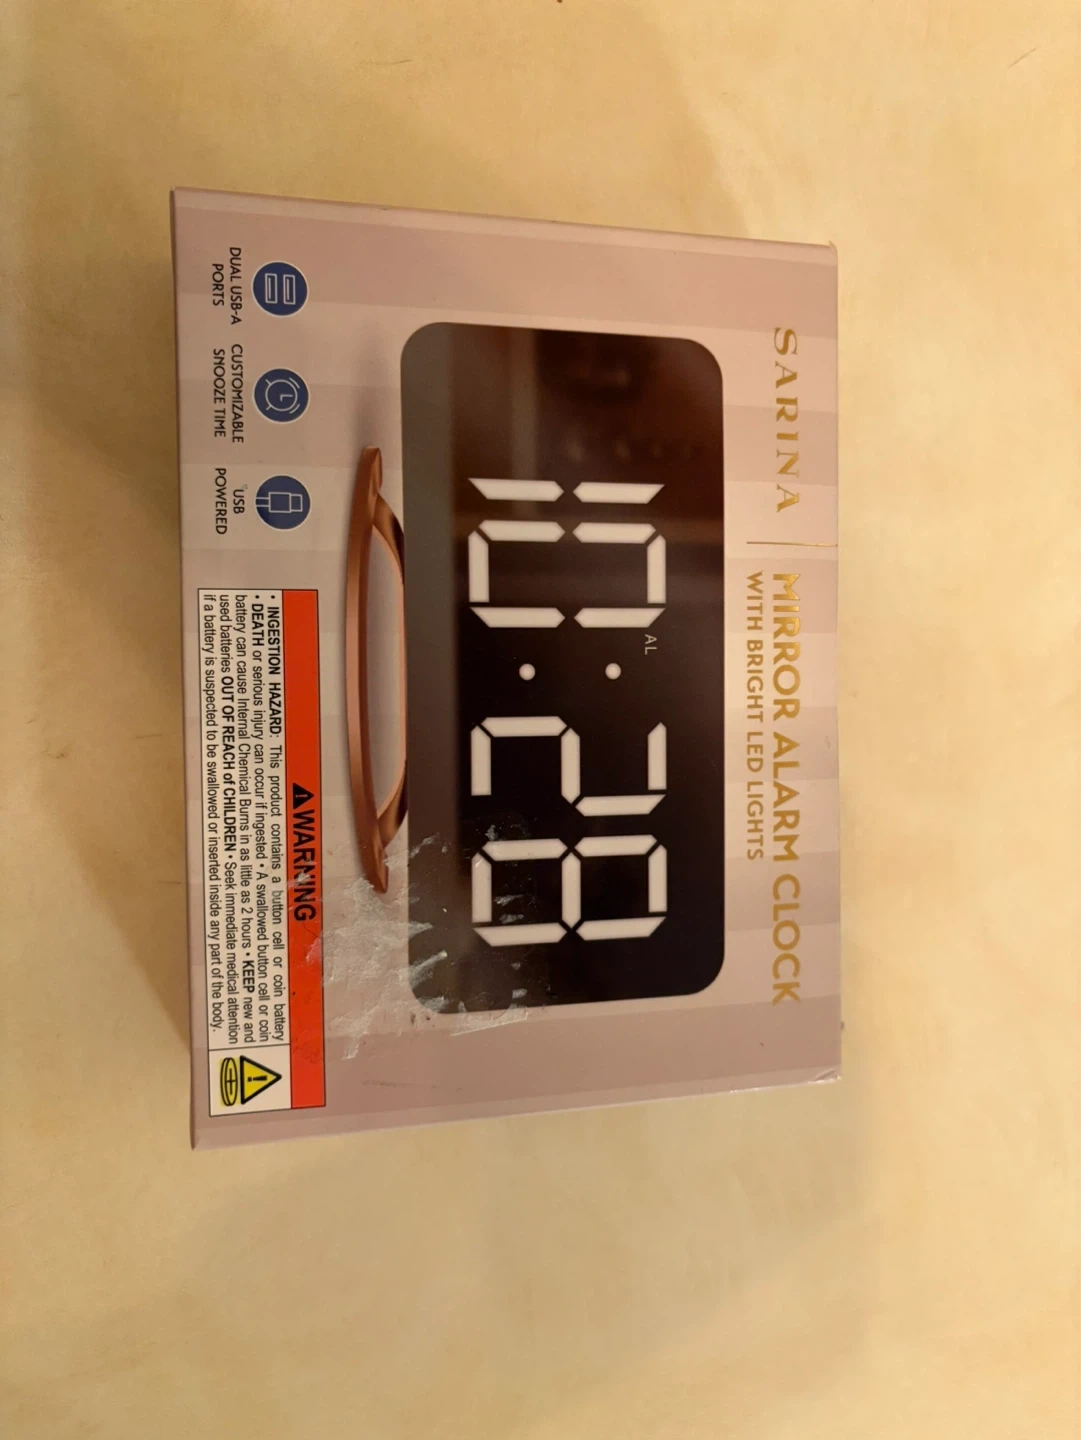 SARINA
MIRROR ALARM CLOCK
WITH BRIGHT LED LIGHTS
AL
10:28
DUAL USB-A
PORTS
CUSTOMIZABLE
SNOOZE TIME
USB
POWERED
WARNING
• INGESTION HAZARD: This product contains a button cell or coin battery
• DEATH or serious injury can occur if ingested • A swallowed button cell or coin
battery can cause Internal Chemical Burns in as little as 2 hours • KEEP new and
used batteries OUT OF REACH of CHILDREN • Seek immediate medical attention
if a battery is suspected to be swallowed or inserted inside any part of the body.